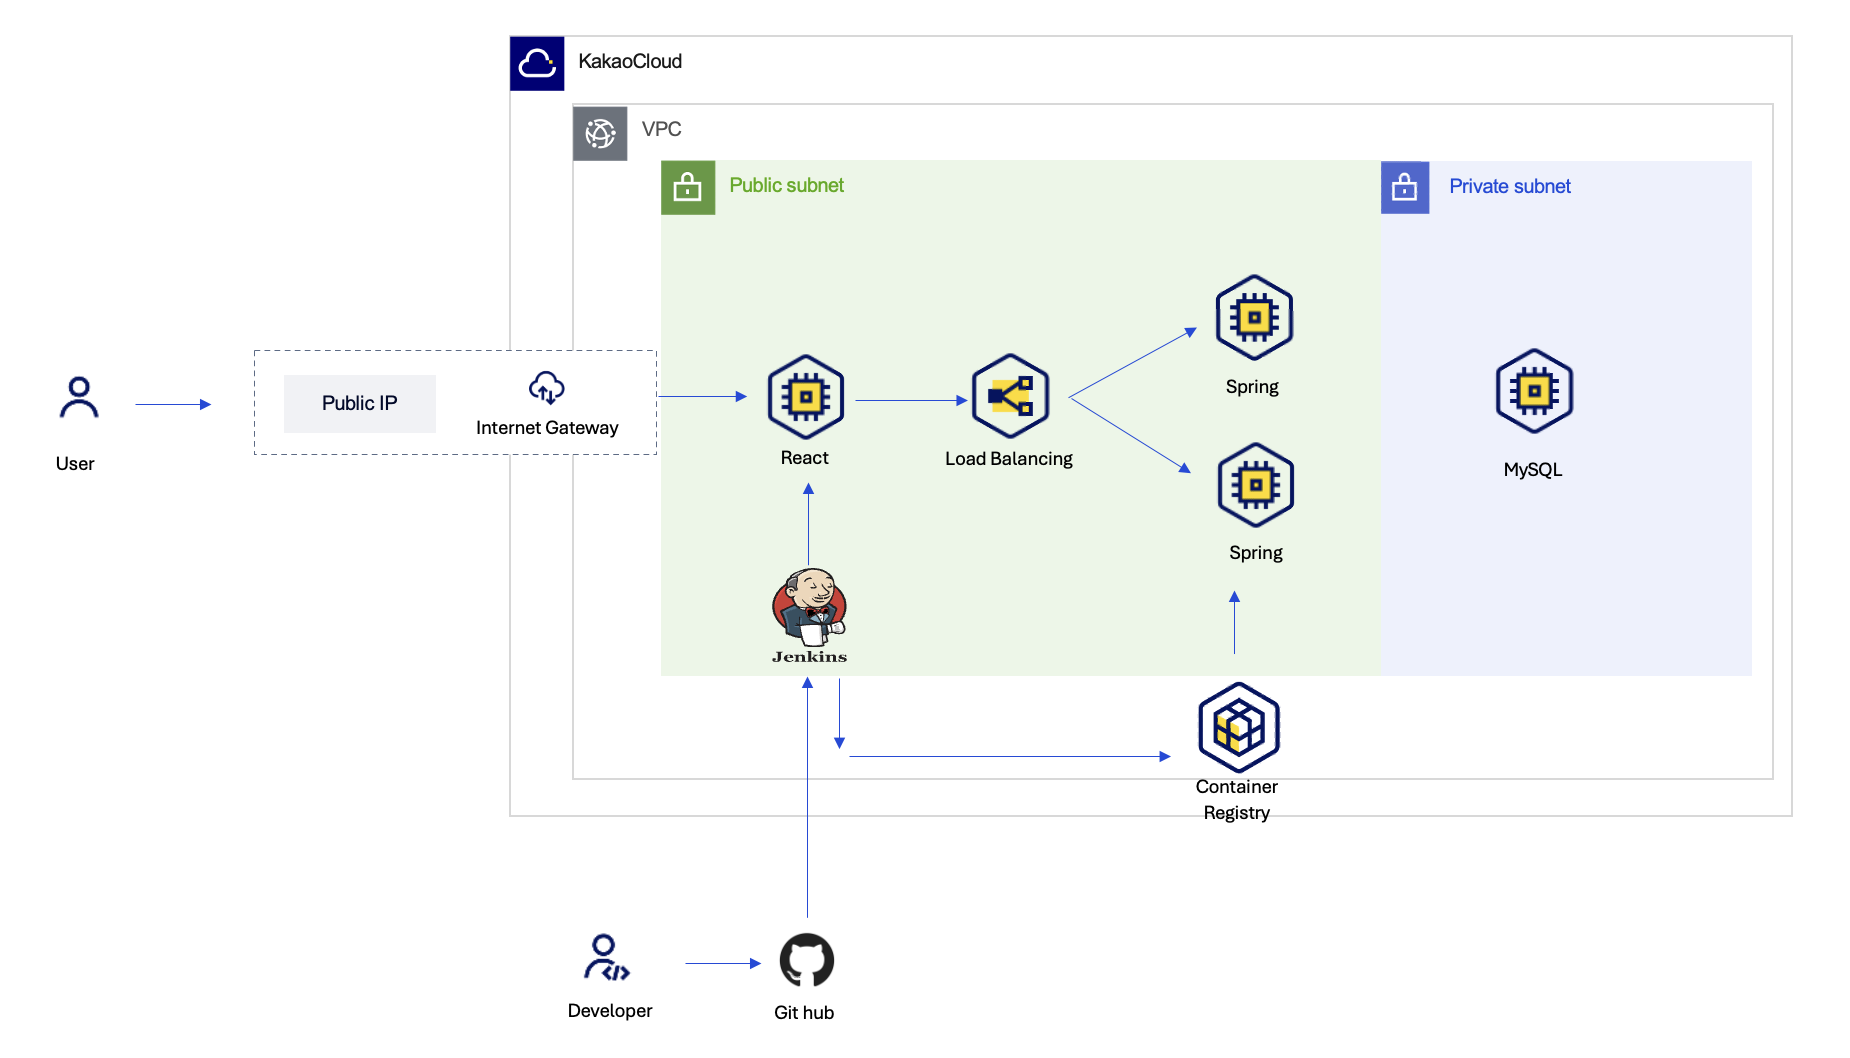 KakaoCloud
VPC
Public subnet
Private subnet
Public IP
Internet Gateway
User
React
Load Balancing
Spring
Spring
MySQL
Jenkins
Container
Registry
Developer
Git hub